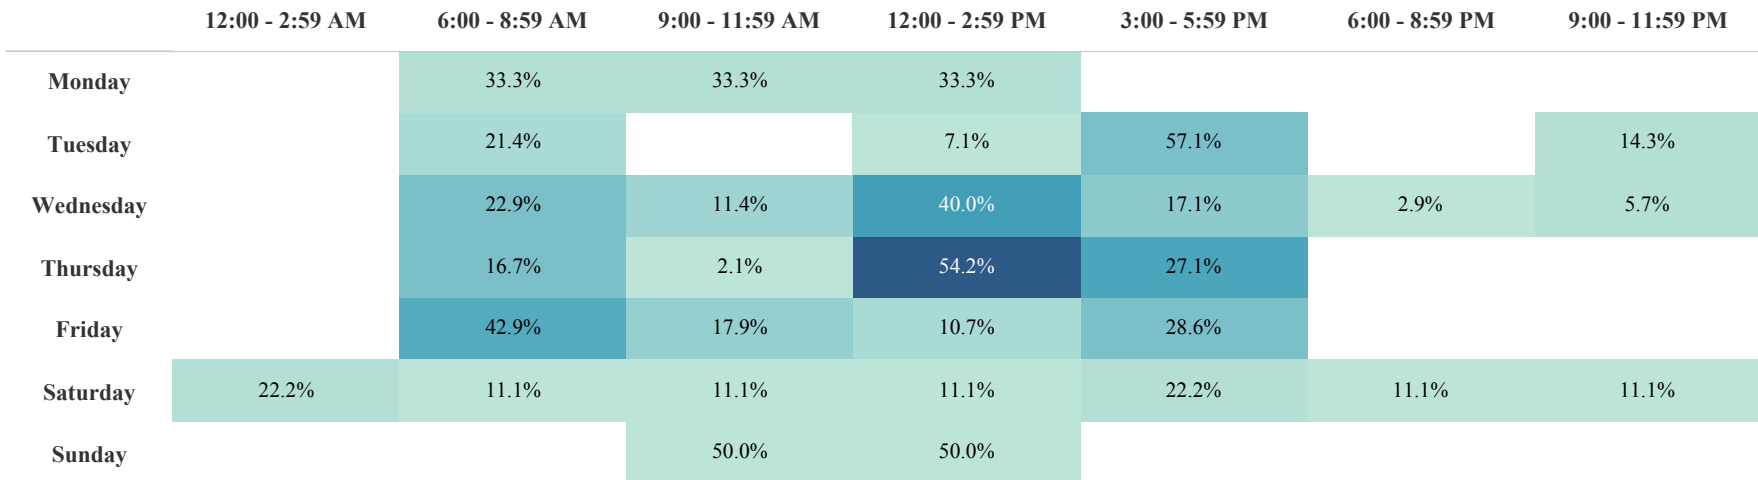 12:00 - 2:59 AM 6:00 - 8:59 AM 9:00 - 11:59 AM 12:00 - 2:59 PM 3:00 - 5:59 PM 6:00 - 8:59 PM 9:00 - 11:59 PM
Monday 33.3% 33.3% 33.3%
Tuesday 21.4% 7.1% 57.1% 14.3%
Wednesday 22.9% 11.4% 40.0% 17.1% 2.9% 5.7%
Thursday 16.7% 2.1% 54.2% 27.1%
Friday 42.9% 17.9% 10.7% 28.6%
Saturday 22.2% 11.1% 11.1% 11.1% 22.2% 11.1% 11.1%
Sunday 50.0% 50.0%